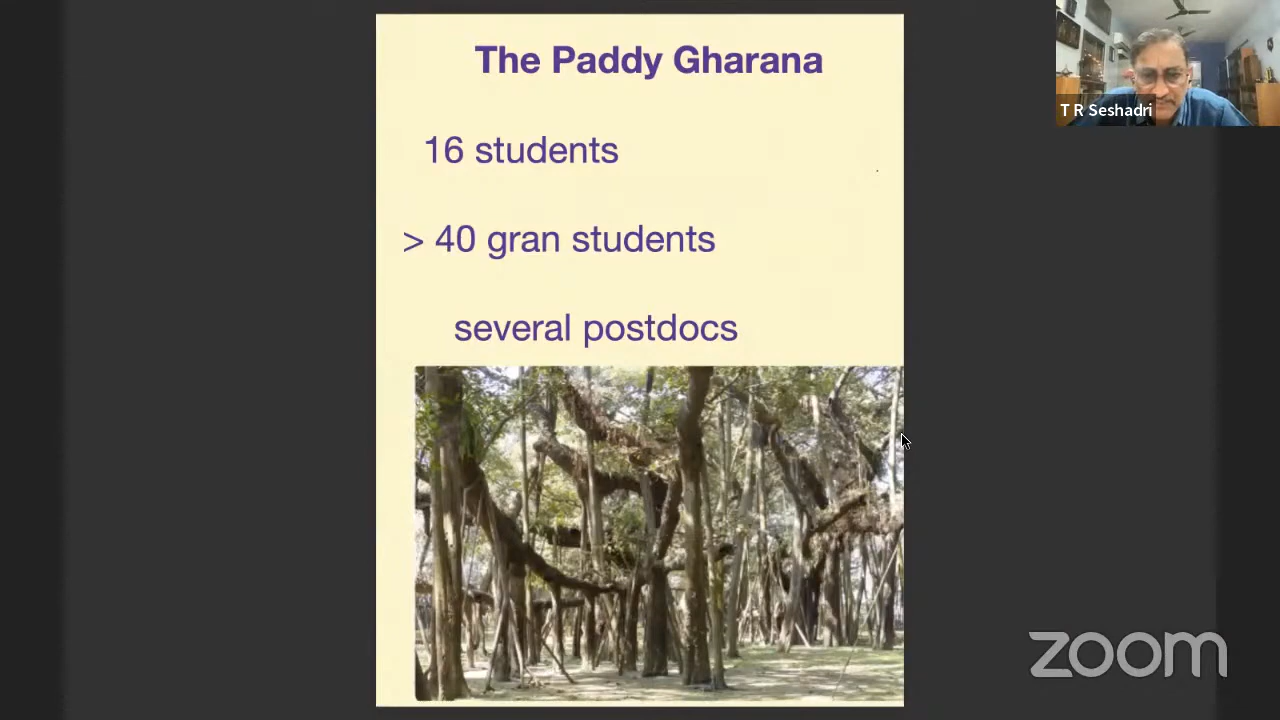 The Paddy Gharana
16 students
> 40 gran students
several postdocs
T R Seshadri
zoom